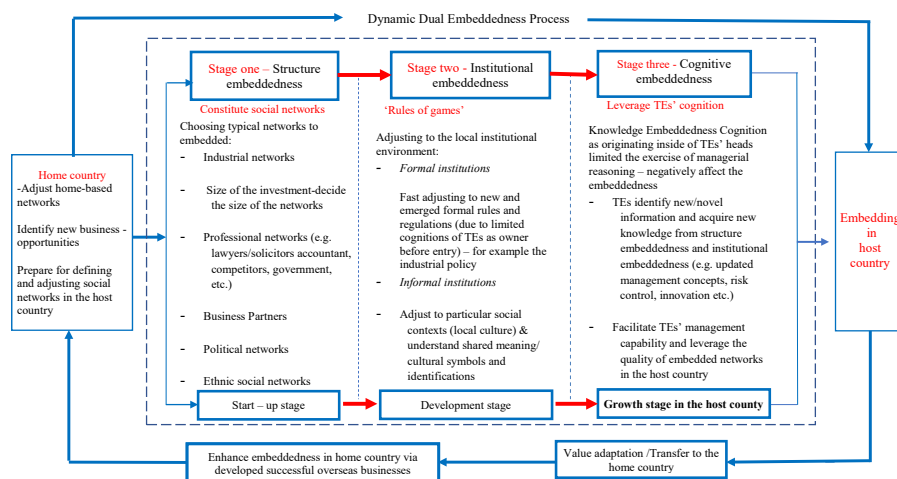 Dynamic Dual Embeddedness Process
Home country
-Adjust home-based
networks
Identify new business -
opportunities
Prepare for defining
and adjusting social
networks in the host
country
Stage one – Structure
embeddedness
Constitute social networks
Choosing typical networks to
embedded:
- Industrial networks
- Size of the investment-decide
the size of the networks
- Professional networks (e.g.
lawyers/solicitors accountant,
competitors, government,
etc.)
- Business Partners
- Political networks
- Ethnic social networks
Start – up stage
Stage two - Institutional
embeddedness
‘Rules of games’
Adjusting to the local institutional
environment:
- Formal institutions
Fast adjusting to new and
emerged formal rules and
regulations (due to limited
cognitions of TEs as owner
before entry) – for example
the industrial policy
- Informal institutions
- Adjust to particular social
contexts (local culture) &
understand shared meaning/
cultural symbols and
identifications
Development stage
Stage three - Cognitive
embeddedness
Leverage TEs’ cognition
Knowledge Embeddedness Cognition
as originating inside of TEs’ heads
limited the exercise of managerial
reasoning – negatively affect the
embeddedness
- TEs identify new/novel
information and acquire new
knowledge from structure
embeddedness and institutional
embeddedness (e.g. updated
management concepts, risk
control, innovation etc.)
- Facilitate TEs’ management
capability and leverage the
quality of embedded networks
in the host country
Growth stage in the host county
Embedding
in
host
country
Enhance embeddedness in home country via
developed successful overseas businesses
Value adaptation /Transfer to the
home country